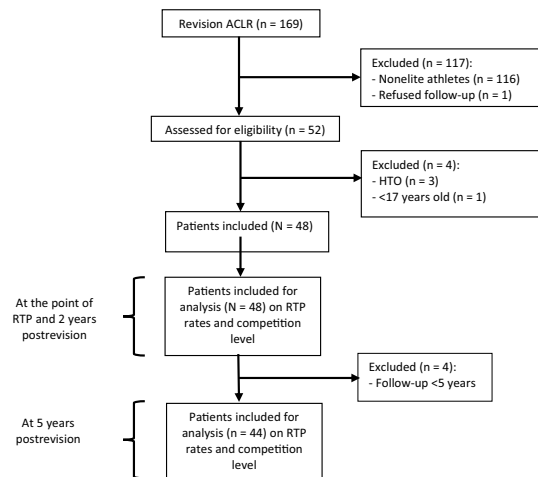 Revision ACLR (n = 169)
Excluded (n = 117):
- Nonelite athletes (n = 116)
- Refused follow-up (n = 1)
Assessed for eligibility (n = 52)
Excluded (n = 4):
- HTO (n = 3)
- <17 years old (n = 1)
Patients included (N = 48)
At the point of
RTP and 2 years
postrevision
Patients included for
analysis (N = 48) on RTP
rates and competition
level
Excluded (n = 4):
- Follow-up <5 years
At 5 years
postrevision
Patients included for
analysis (n = 44) on RTP
rates and competition
level